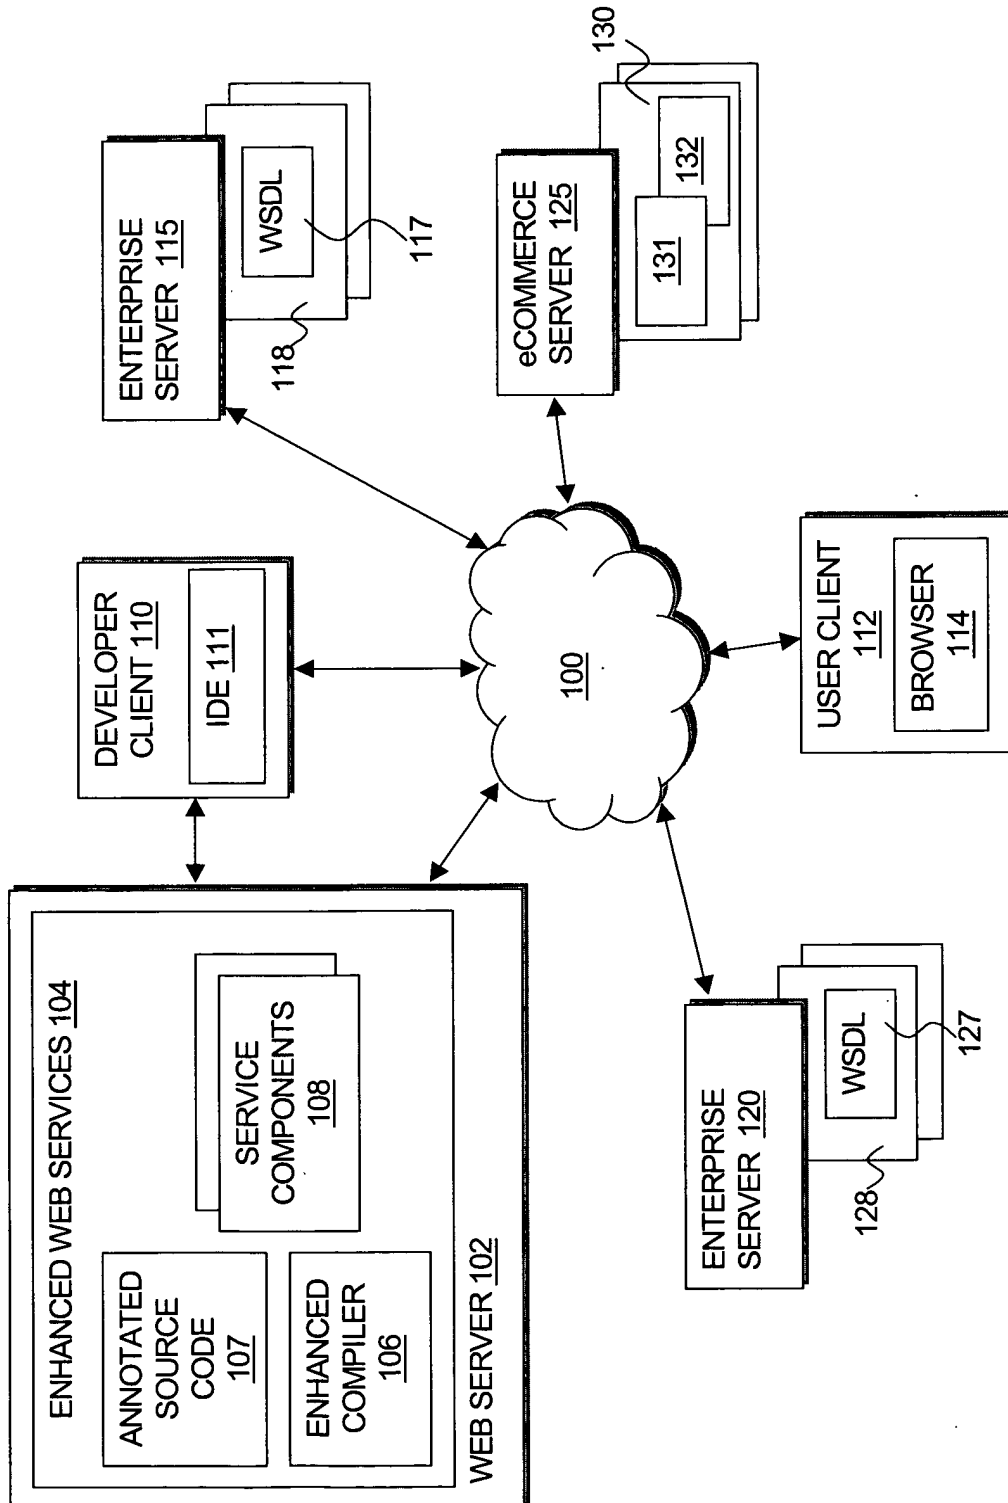 ENHANCED WEB SERVICES 104
ANNOTATED
SOURCE
CODE
107
ENHANCED
COMPILER
106
SERVICE
COMPONENTS
108
WEB SERVER 102
DEVELOPER
CLIENT 110
IDE 111
ENTERPRISE
SERVER 115
WSDL
118
117
100
eCOMMERCE
SERVER 125
130
131
132
ENTERPRISE
SERVER 120
WSDL
128
127
USER CLIENT
112
BROWSER
114